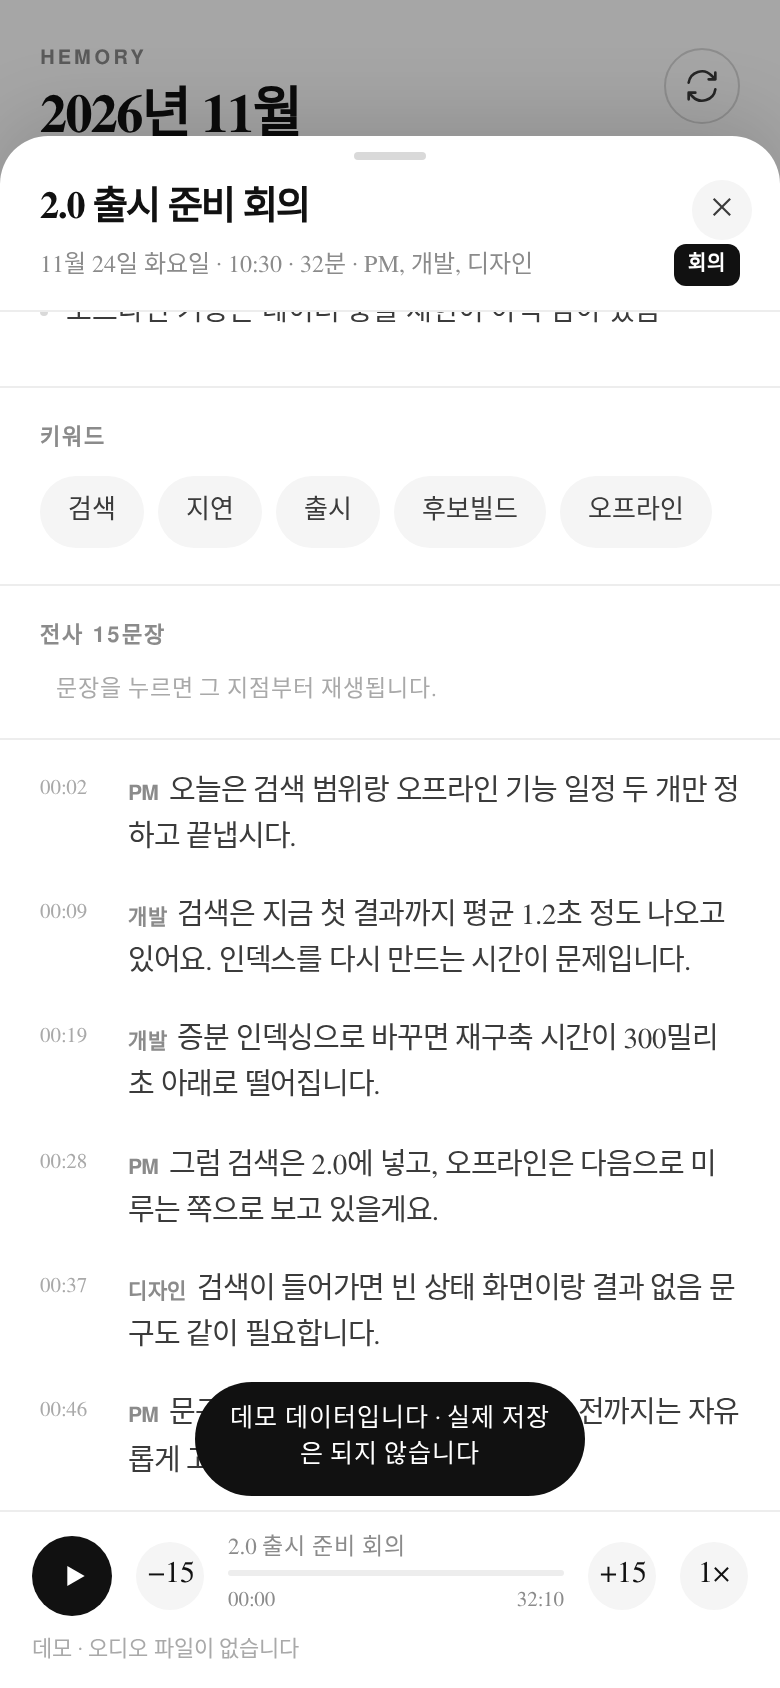 HEMORY
2026년 11월
2.0 출시 준비 회의
11월 24일 화요일 · 10:30 · 32분 · PM, 개발, 디자인
회의
키워드
검색
지연
출시
후보빌드
오프라인
전사 15문장
문장을 누르면 그 지점부터 재생됩니다.
00:02
PM 오늘은 검색 범위랑 오프라인 기능 일정 두 개만 정
하고 끝냅시다.
00:09
개발 검색은 지금 첫 결과까지 평균 1.2초 정도 나오고
있어요. 인덱스를 다시 만드는 시간이 문제입니다.
00:19
개발 증분 인덱싱으로 바꾸면 재구축 시간이 300밀리
초 아래로 떨어집니다.
00:28
PM 그럼 검색은 2.0에 넣고, 오프라인은 다음으로 미
루는 쪽으로 보고 있을게요.
00:37
디자인 검색이 들어가면 빈 상태 화면이랑 결과 없음 문
구도 같이 필요합니다.
00:46
PM 전까지는 자유
롭게
데모 데이터입니다 · 실제 저장
은 되지 않습니다
−15
2.0 출시 준비 회의
00:00
32:10
+15
1×
데모 · 오디오 파일이 없습니다